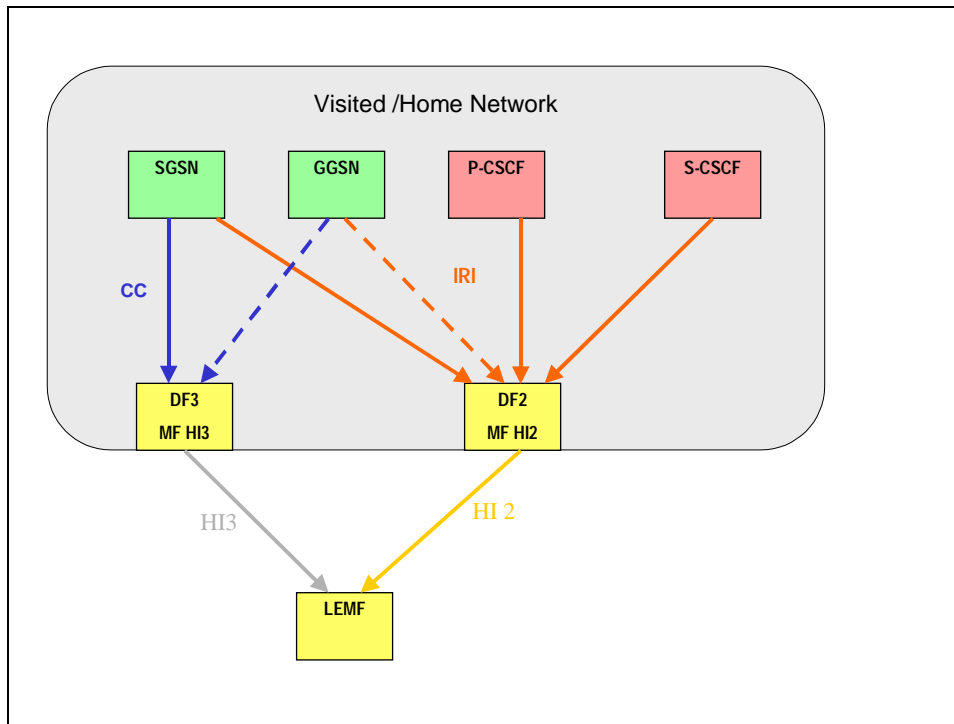 Visited /Home Network
SGSN
GGSN
P-CSCF
S-CSCF
CC
IRI
DF3
MF HI3
DF2
MF HI2
HI3
HI 2
LEMF